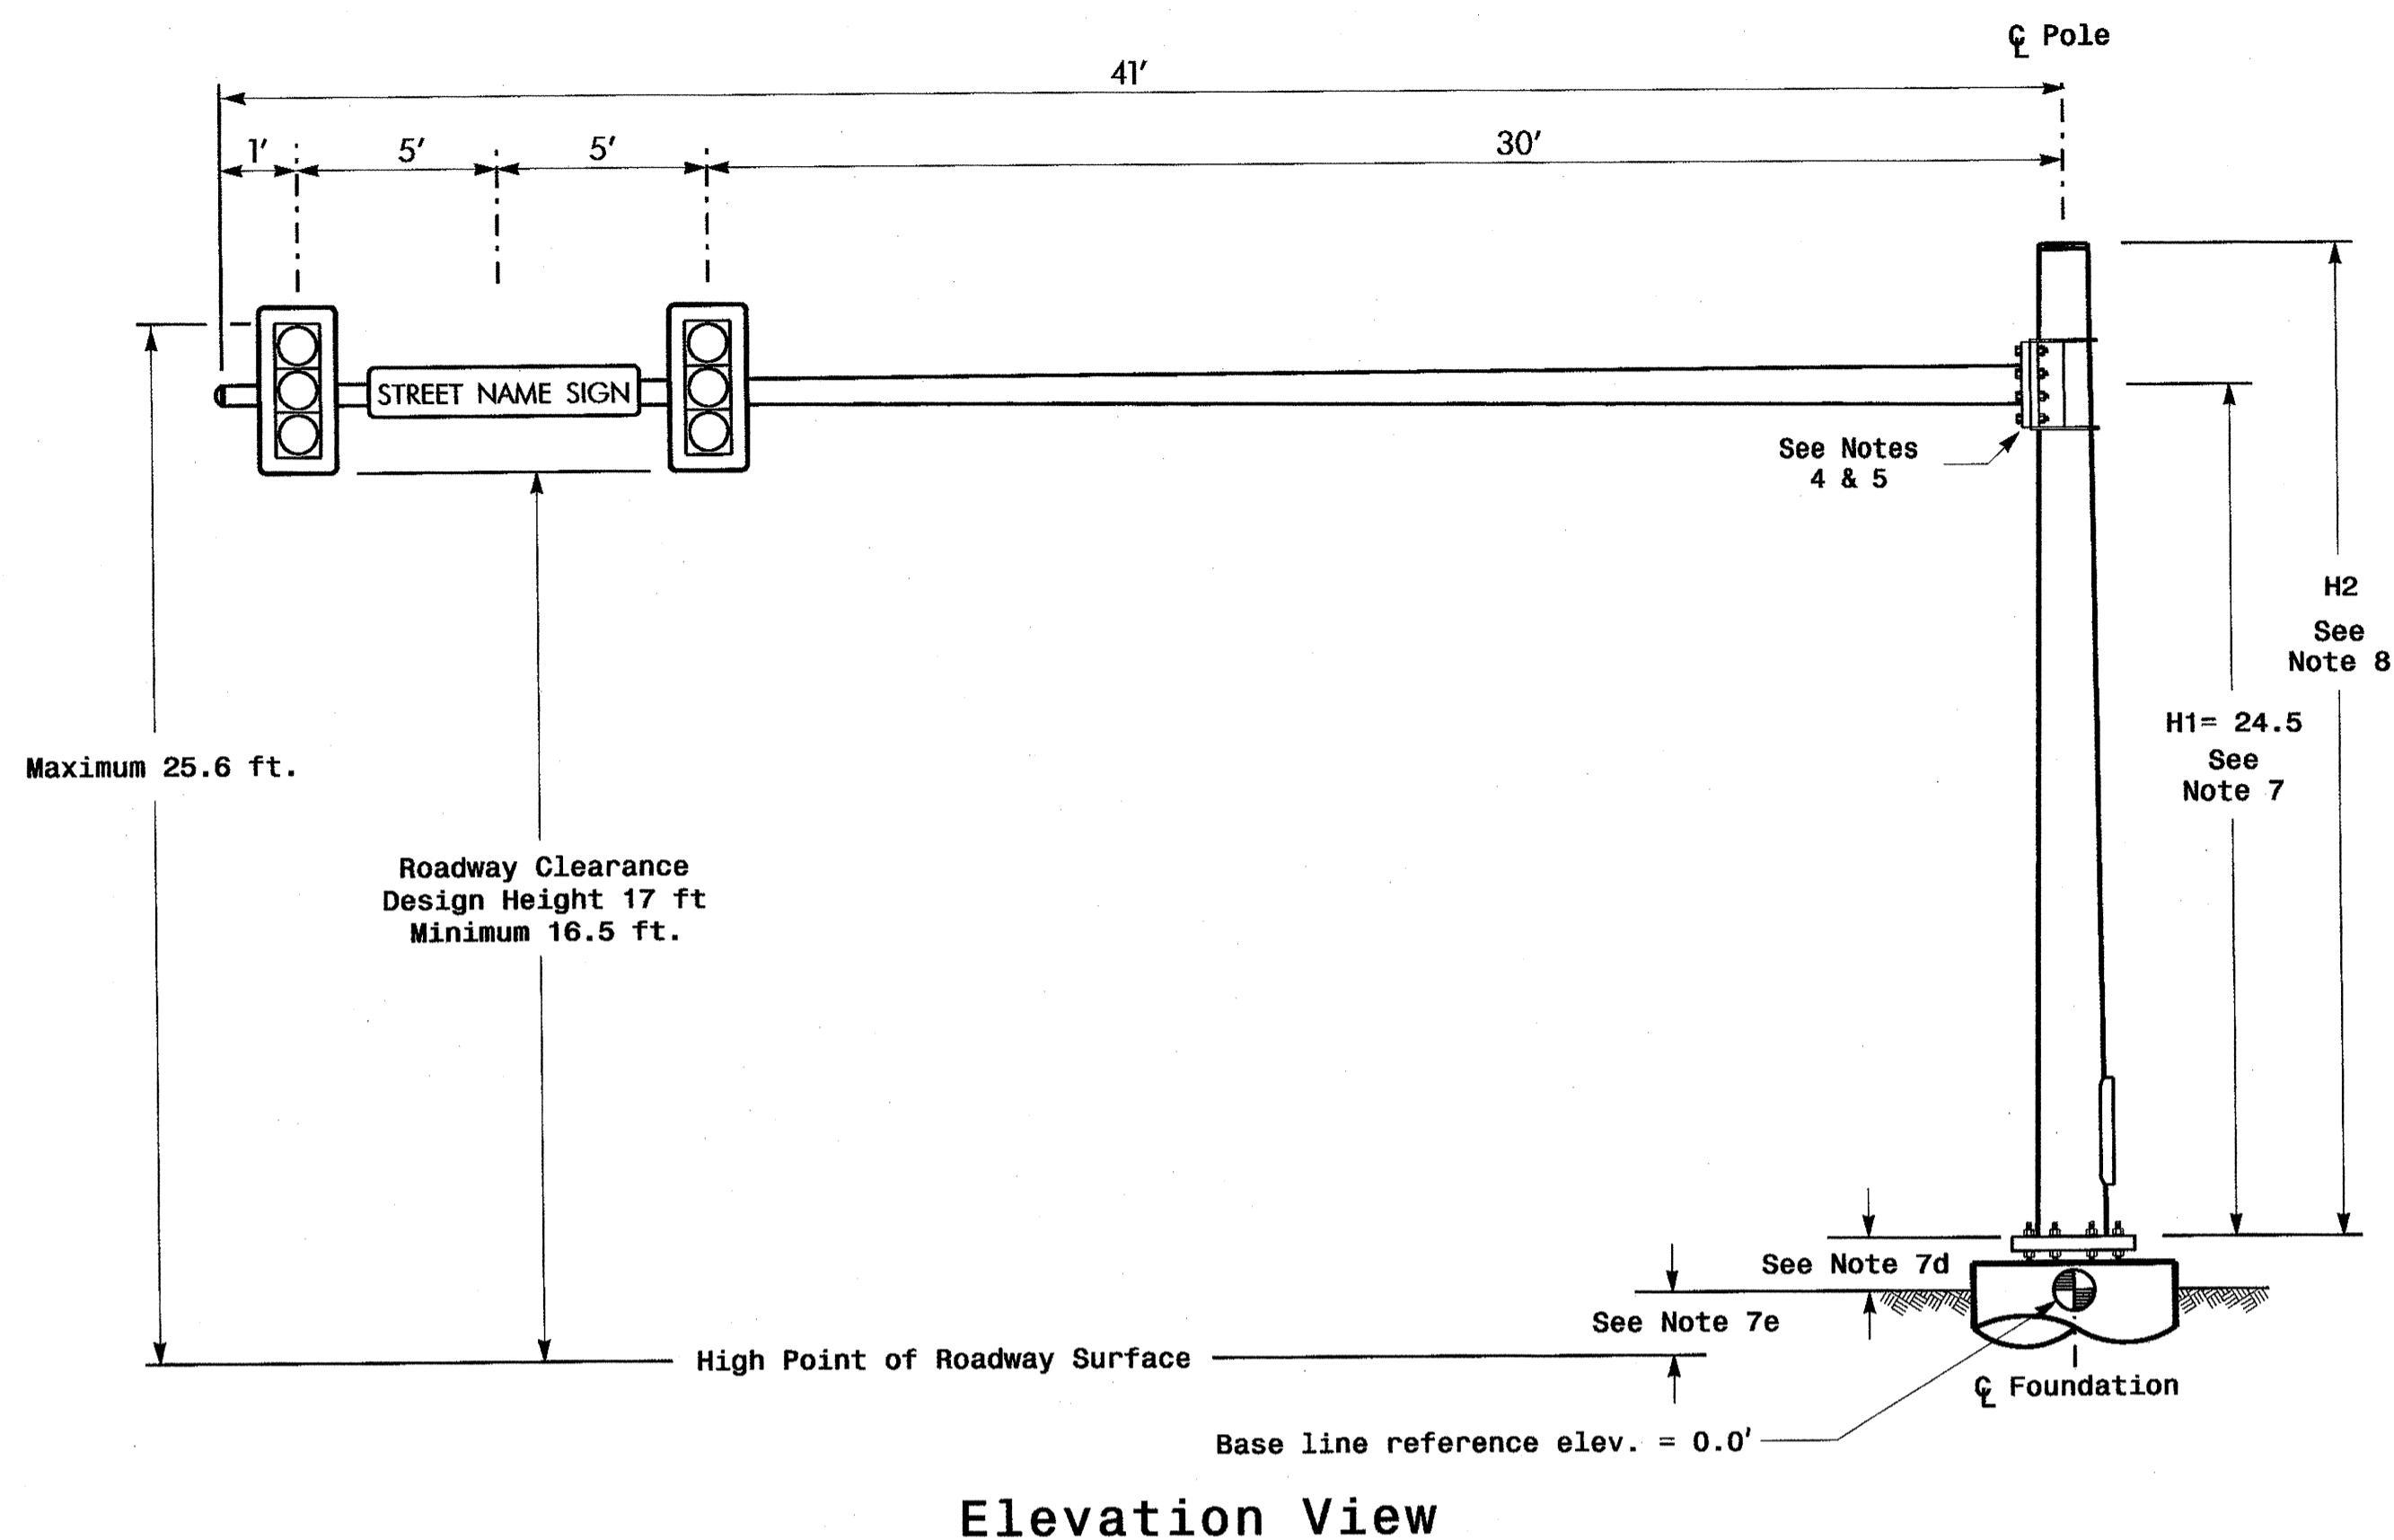 ℄ Pole
41'
1'
5'
5'
30'
STREET NAME SIGN
See Notes
4 & 5
H2
See
Note 8
H1= 24.5
See
Note 7
Maximum 25.6 ft.
Roadway Clearance
Design Height 17 ft
Minimum 16.5 ft.
See Note 7d
See Note 7e
High Point of Roadway Surface
℄ Foundation
Base line reference elev. = 0.0'
Elevation View